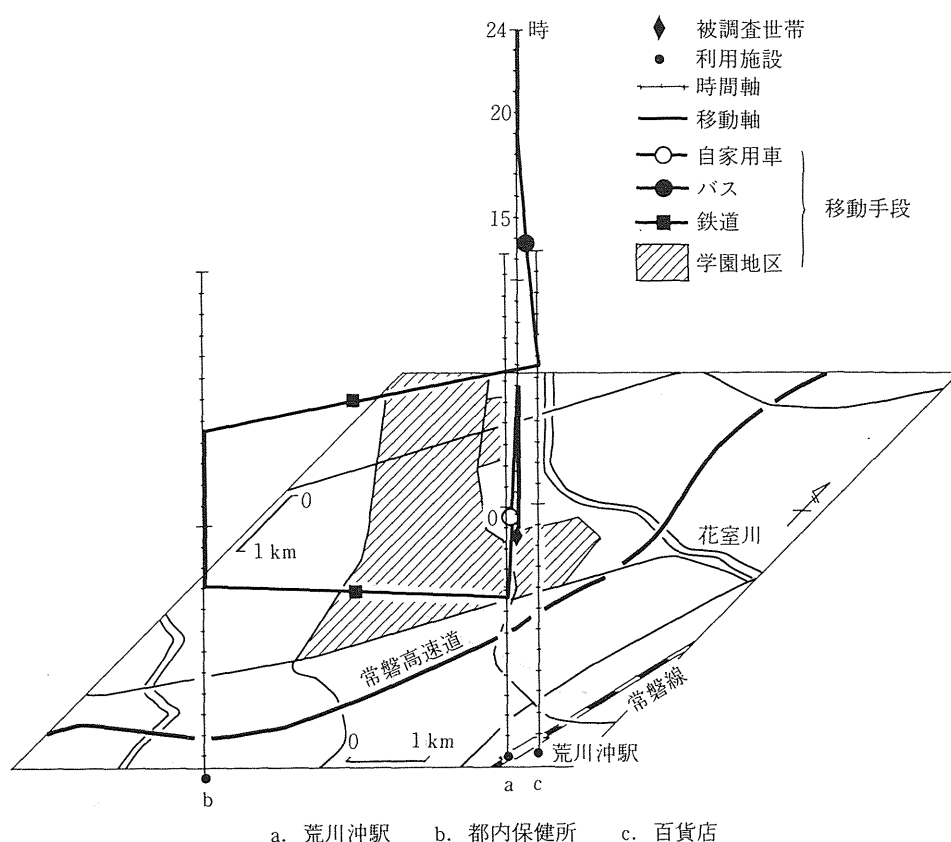 24 時
20
15
0
被調査世帯
利用施設
時間軸
移動軸
自家用車
バス
鉄道
学園地区
移動手段
0
1 km
花室川
常磐高速道
常磐線
0 1 km
荒川沖駅
b a c
a. 荒川沖駅 b. 都内保健所 c. 百貨店